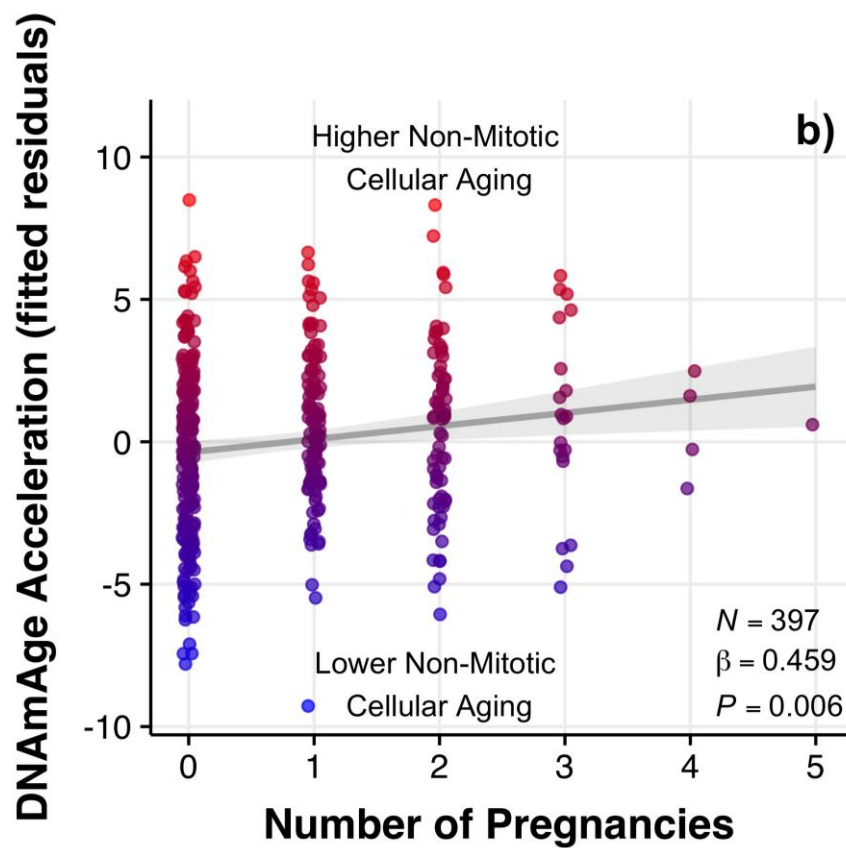 DNAmAge Acceleration (fitted residuals)
b)
Higher Non-Mitotic
Cellular Aging
10
5
0
-5
-10
Lower Non-Mitotic
Cellular Aging
N = 397
β = 0.459
P = 0.006
0 1 2 3 4 5
Number of Pregnancies